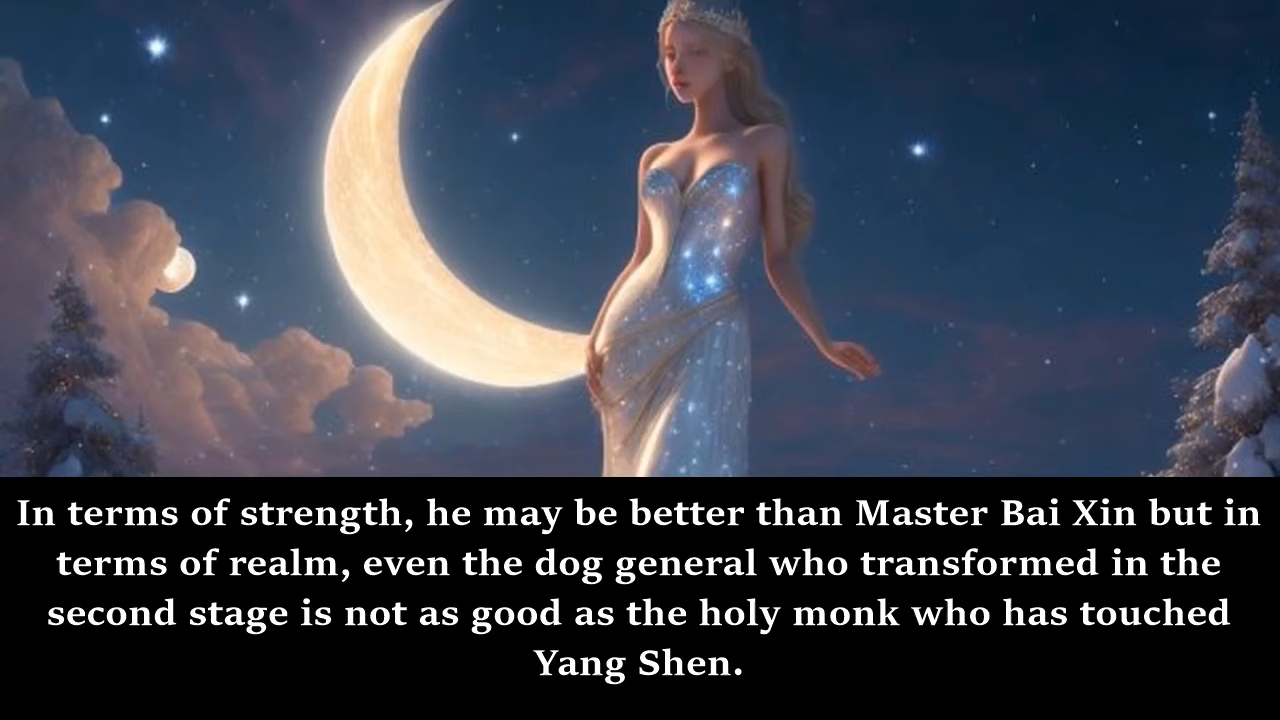 In terms of strength, he may be better than Master Bai Xin but in
terms of realm, even the dog general who transformed in the
second stage is not as good as the holy monk who has touched
Yang Shen.